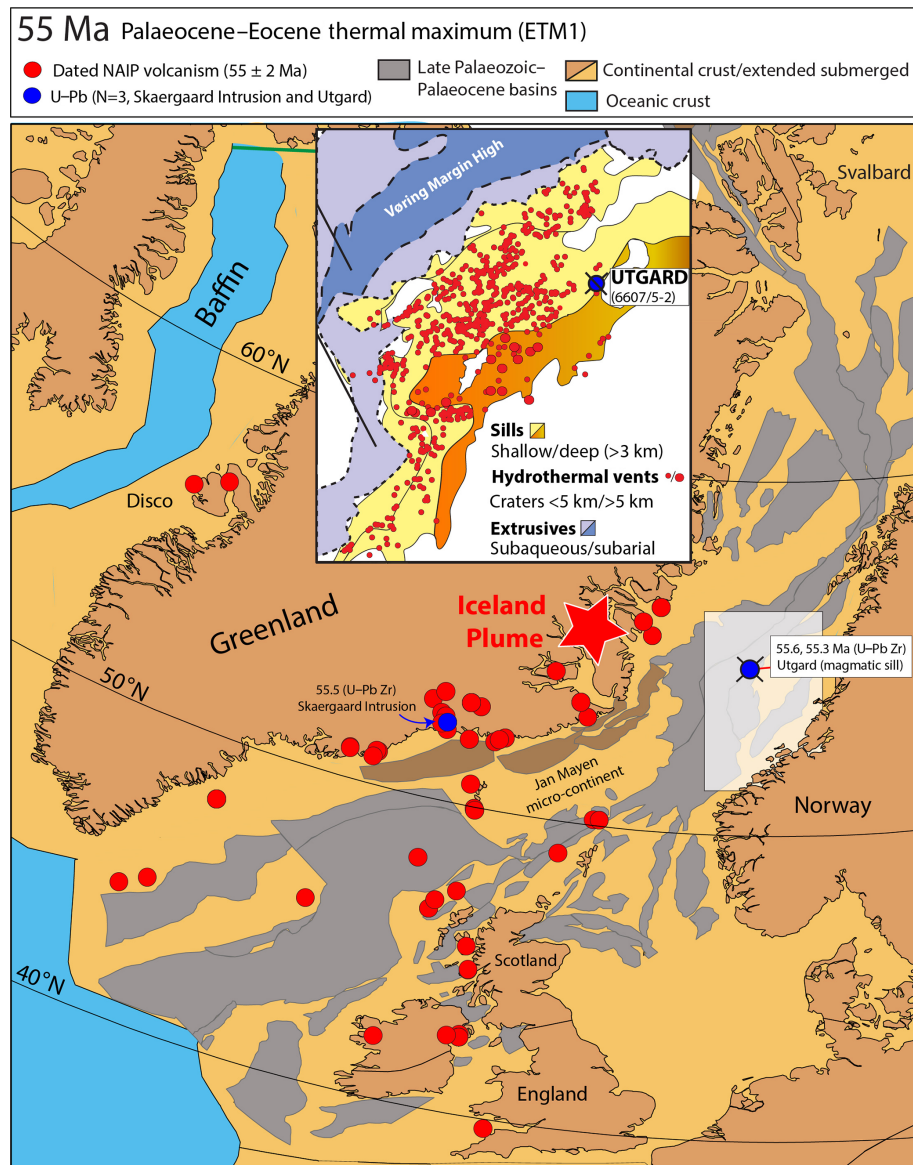 55 Ma Palaeocene–Eocene thermal maximum (ETM1)
Dated NAIP volcanism (55 ± 2 Ma)
U–Pb (N=3, Skaergaard Intrusion and Utgard)
Late Palaeozoic–
Palaeocene basins
Continental crust/extended submerged
Oceanic crust
Svalbard
Vøring Margin High
UTGARD
(6607/5-2)
Baffin
60°N
Sills
Shallow/deep (>3 km)
Hydrothermal vents
Craters <5 km/>5 km
Extrusives
Subaqueous/subarial
Disco
Greenland
Iceland
Plume
50°N
55.6, 55.3 Ma (U–Pb Zr)
Utgard (magmatic sill)
55.5 (U–Pb Zr)
Skaergaard Intrusion
Jan Mayen
micro-continent
Norway
Scotland
40°N
England